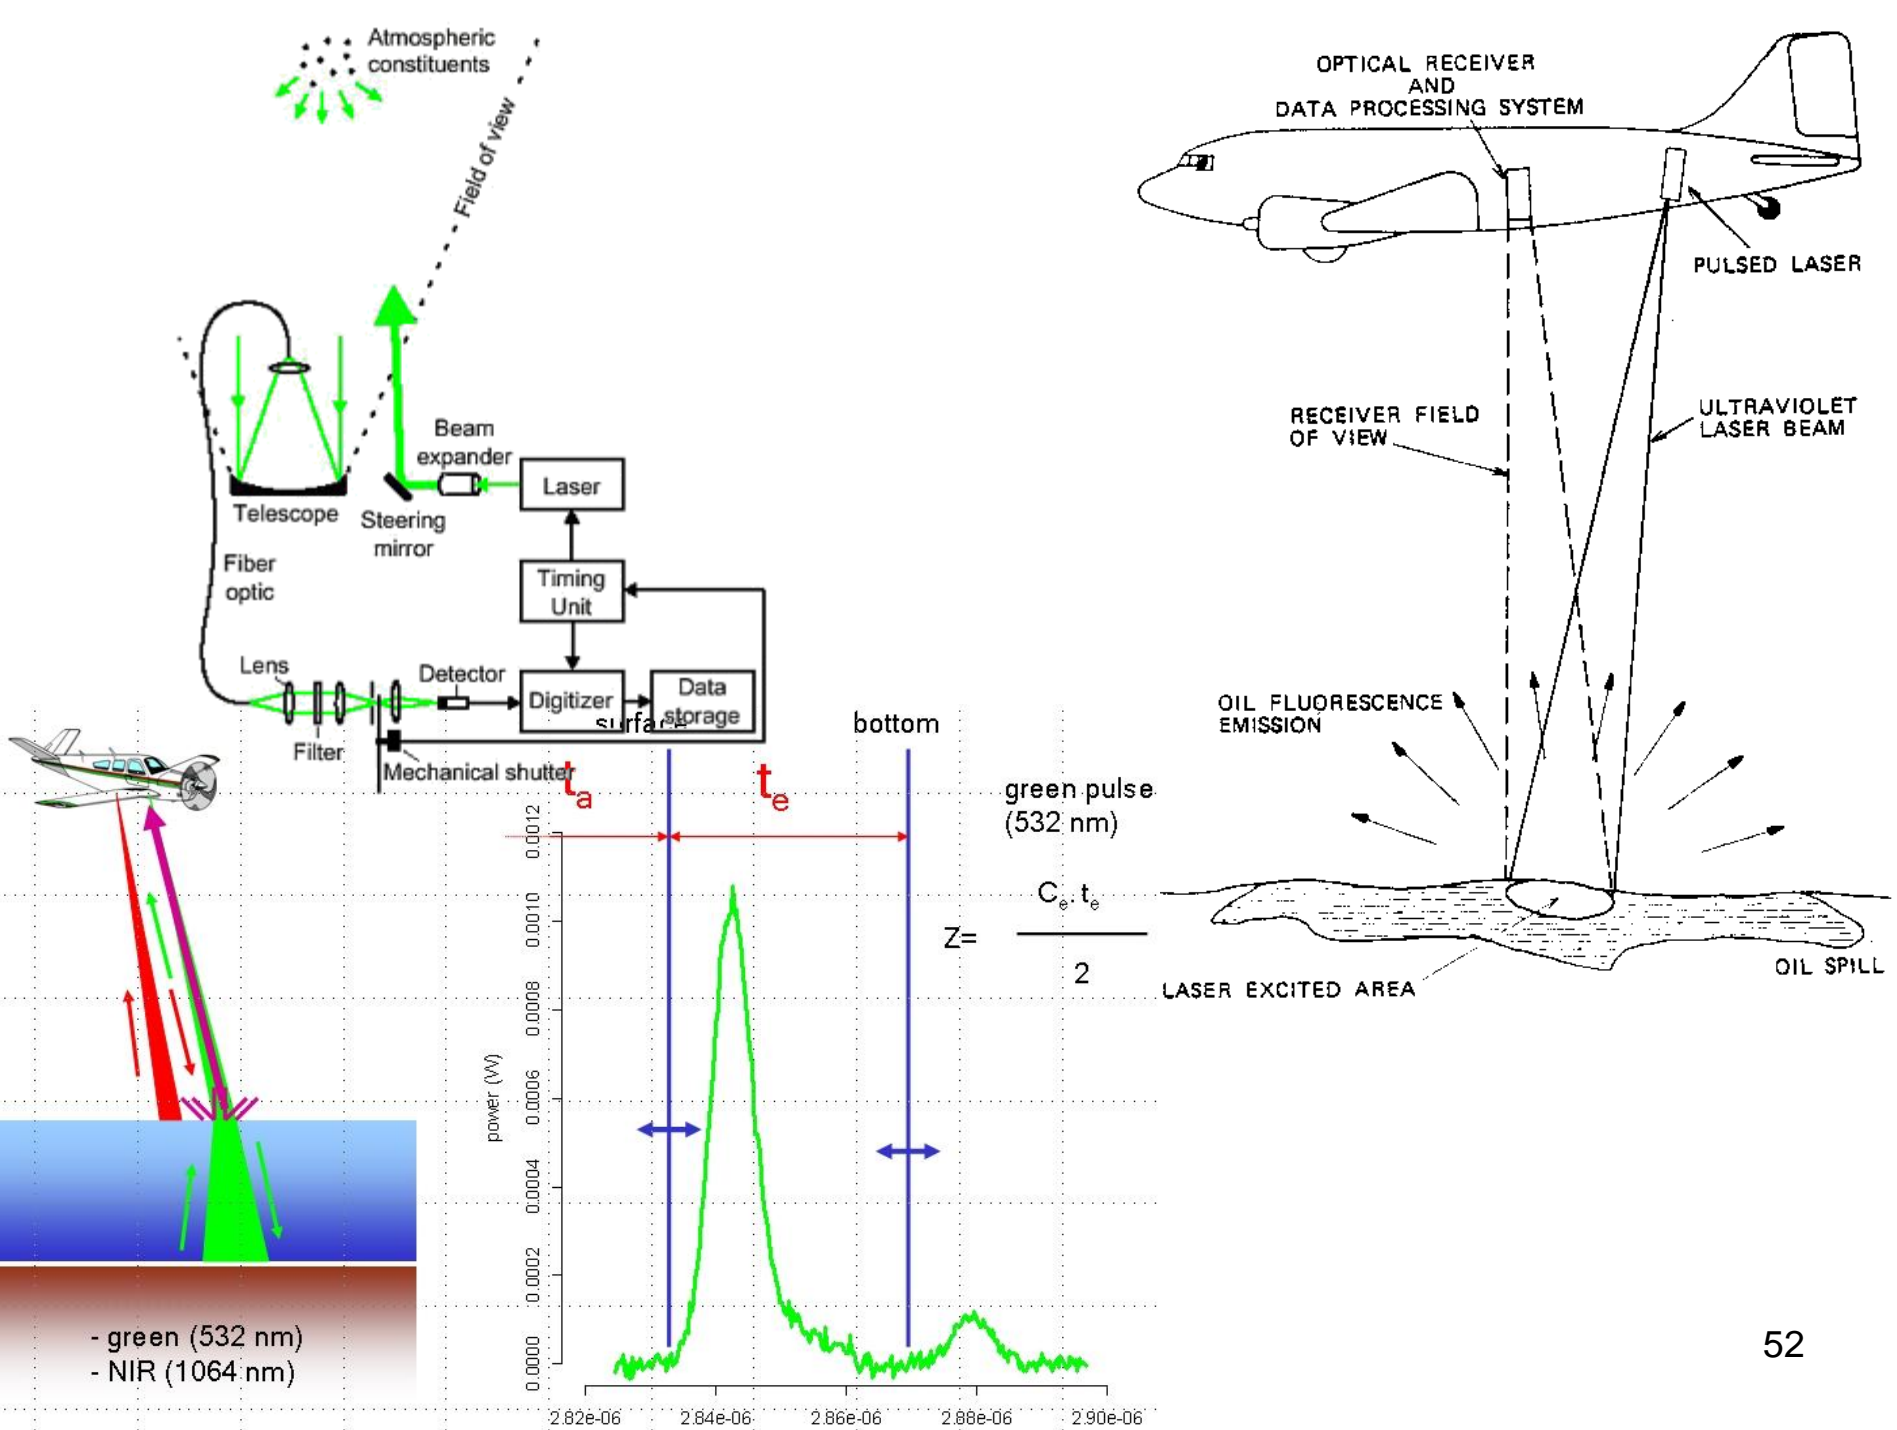 Atmospheric
constituents
Field of view
Beam
expander
Laser
Telescope
Steering
mirror
Fiber
optic
Timing
Unit
Lens
Detector
Digitizer
Data
storage
Filter
Mechanical shutter
OPTICAL RECEIVER
AND
DATA PROCESSING SYSTEM
PULSED LASER
RECEIVER FIELD
OF VIEW
ULTRAVIOLET
LASER BEAM
OIL FLUORESCENCE
EMISSION
LASER EXCITED AREA
OIL SPILL
surface
bottom
ta
te
green pulse
(532 nm)
Z=
Ce. te
2
power (W)
0.0012
0.0010
0.0008
0.0006
0.0004
0.0002
0.0000
2.82e-06
2.84e-06
2.86e-06
2.88e-06
2.90e-06
- green (532 nm)
- NIR (1064 nm)
52